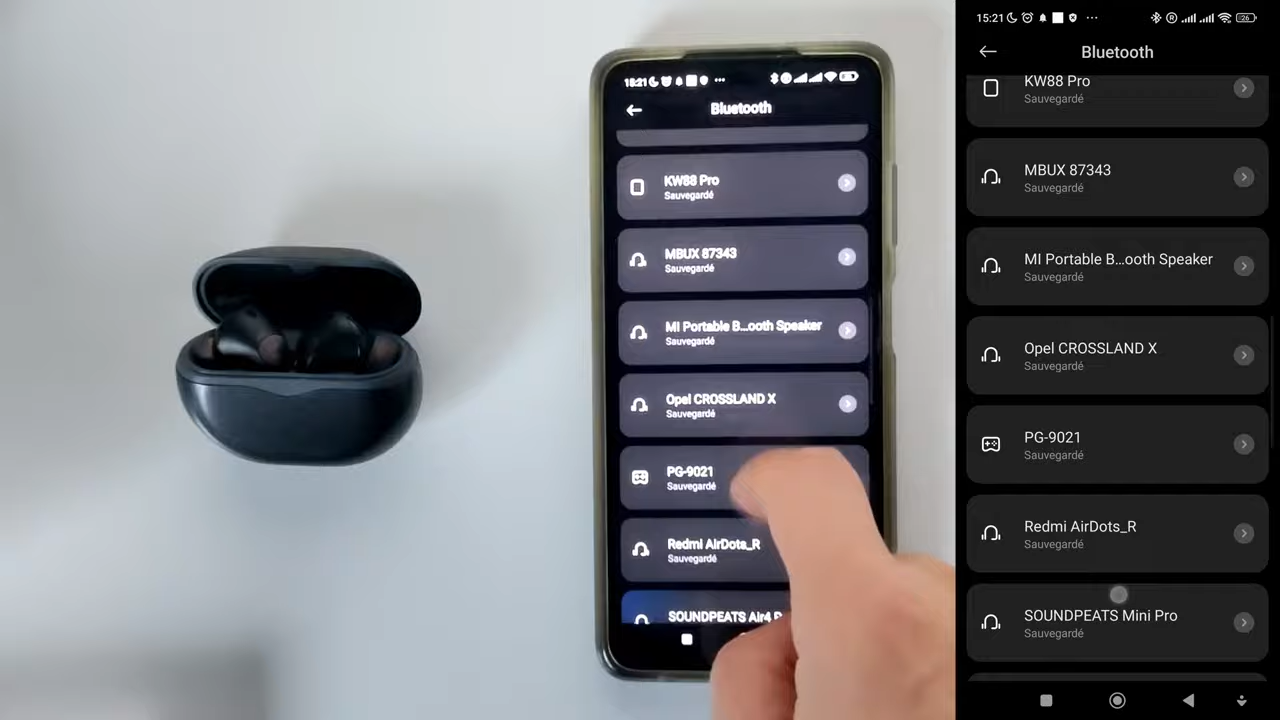 18:21
Bluetooth
KW88 Pro
Sauvegardé
MBUX 87343
Sauvegardé
MI Portable B...ooth Speaker
Sauvegardé
Opel CROSSLAND X
Sauvegardé
PG-9021
Sauvegardé
Redmi AirDots_R
Sauvegardé
SOUNDPEATS Air4 P
15:21
26
Bluetooth
KW88 Pro
Sauvegardé
MBUX 87343
Sauvegardé
MI Portable B...ooth Speaker
Sauvegardé
Opel CROSSLAND X
Sauvegardé
PG-9021
Sauvegardé
Redmi AirDots_R
Sauvegardé
SOUNDPEATS Mini Pro
Sauvegardé